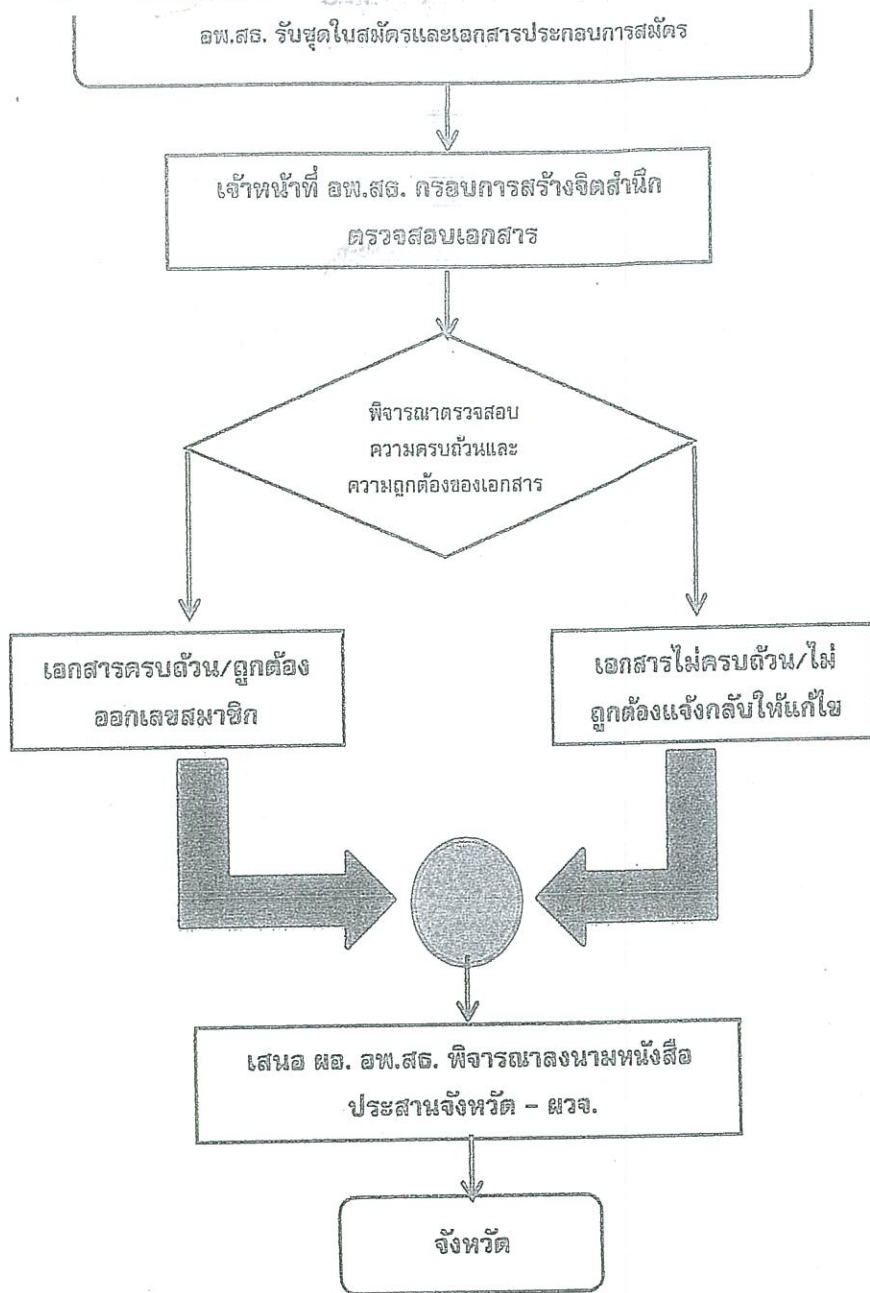 อพ.สธ. รับชุดใบสมัครและเอกสารประกอบการสมัคร
เจ้าหน้าที่ อพ.สธ. กรอบการสร้างจิตสำนึก
ตรวจสอบเอกสาร
พิจารณาตรวจสอบ
ความครบถ้วนและ
ความถูกต้องของเอกสาร
เอกสารครบถ้วน/ถูกต้อง
ออกเลขสมาชิก
เอกสารไม่ครบถ้วน/ไม่
ถูกต้องแจ้งกลับให้แก้ไข
เสนอ ผอ. อพ.สธ. พิจารณาลงนามหนังสือ
ประสานจังหวัด - ผวจ.
จังหวัด